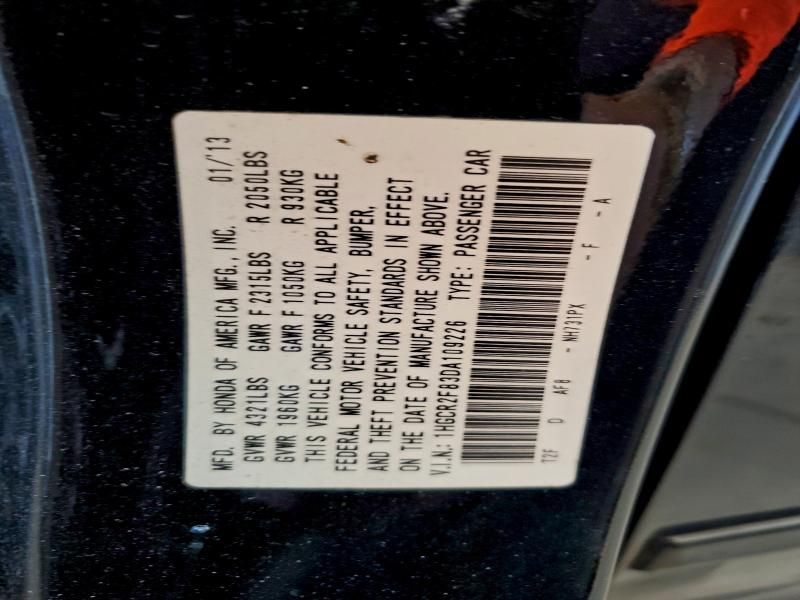 MFD. BY HONDA OF AMERICA MFG., INC. 01/'13
GVWR 4321LBS GAWR F 2315LBS R 2050LBS
GVWR 1960KG GAWR F 1051KG R 930KG
THIS VEHICLE CONFORMS TO ALL APPLICABLE
FEDERAL MOTOR VEHICLE SAFETY, BUMPER,
AND THEFT PREVENTION STANDARDS IN EFFECT
ON THE DATE OF MANUFACTURE SHOWN ABOVE.
V.I.N.: 1HGCR2F83DA109226 TYPE: PASSENGER CAR
T2F D AF8 - NH731PX - F - A